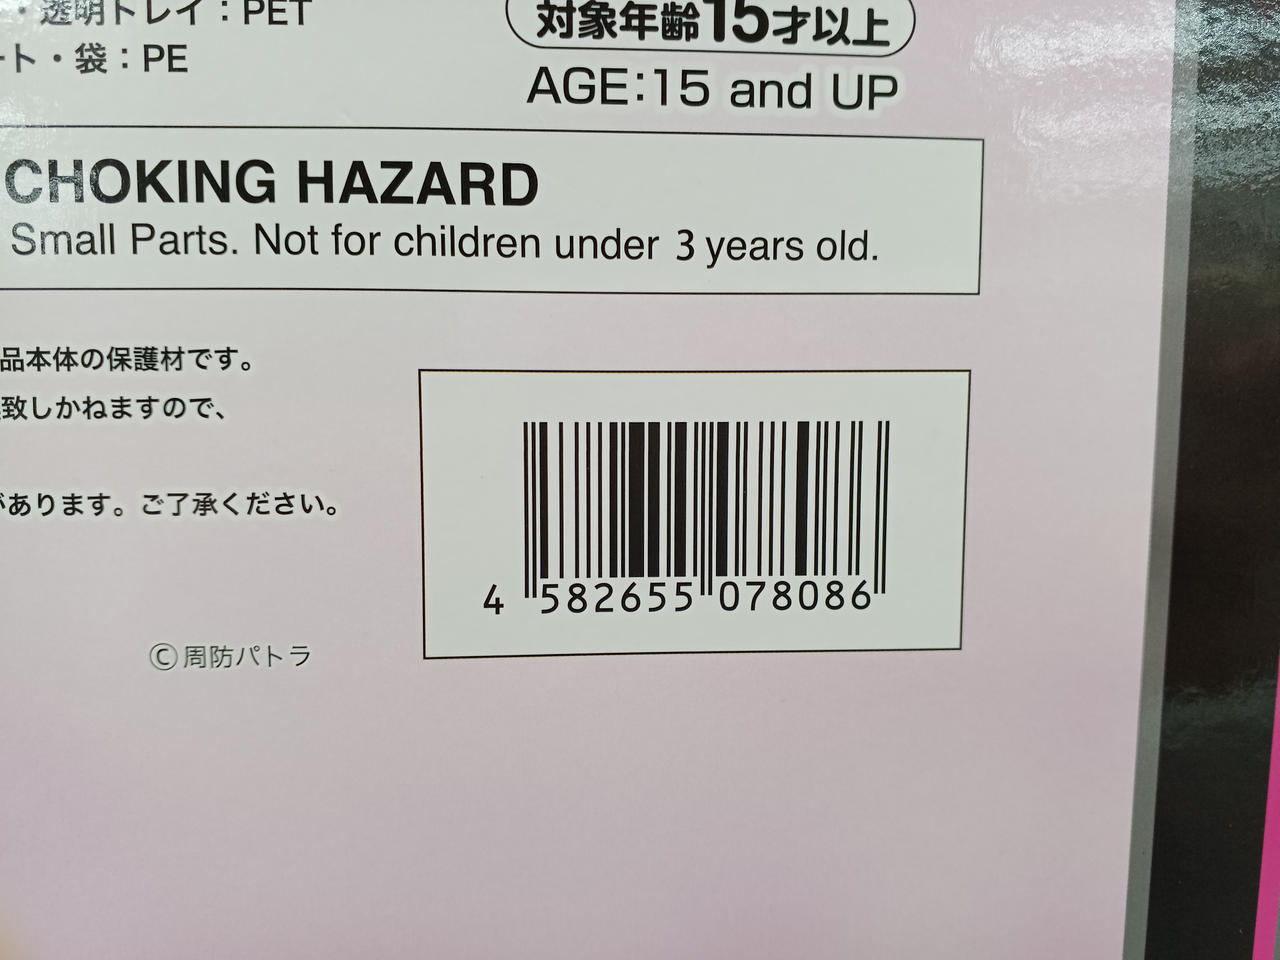 ・透明トレイ：PET
ート・袋：PE
対象年齢15才以上
AGE:15 and UP
CHOKING HAZARD
Small Parts. Not for children under 3 years old.
品本体の保護材です。
致しかねますので、
があります。ご了承ください。
4 582655 078086
Ⓒ周防パトラ